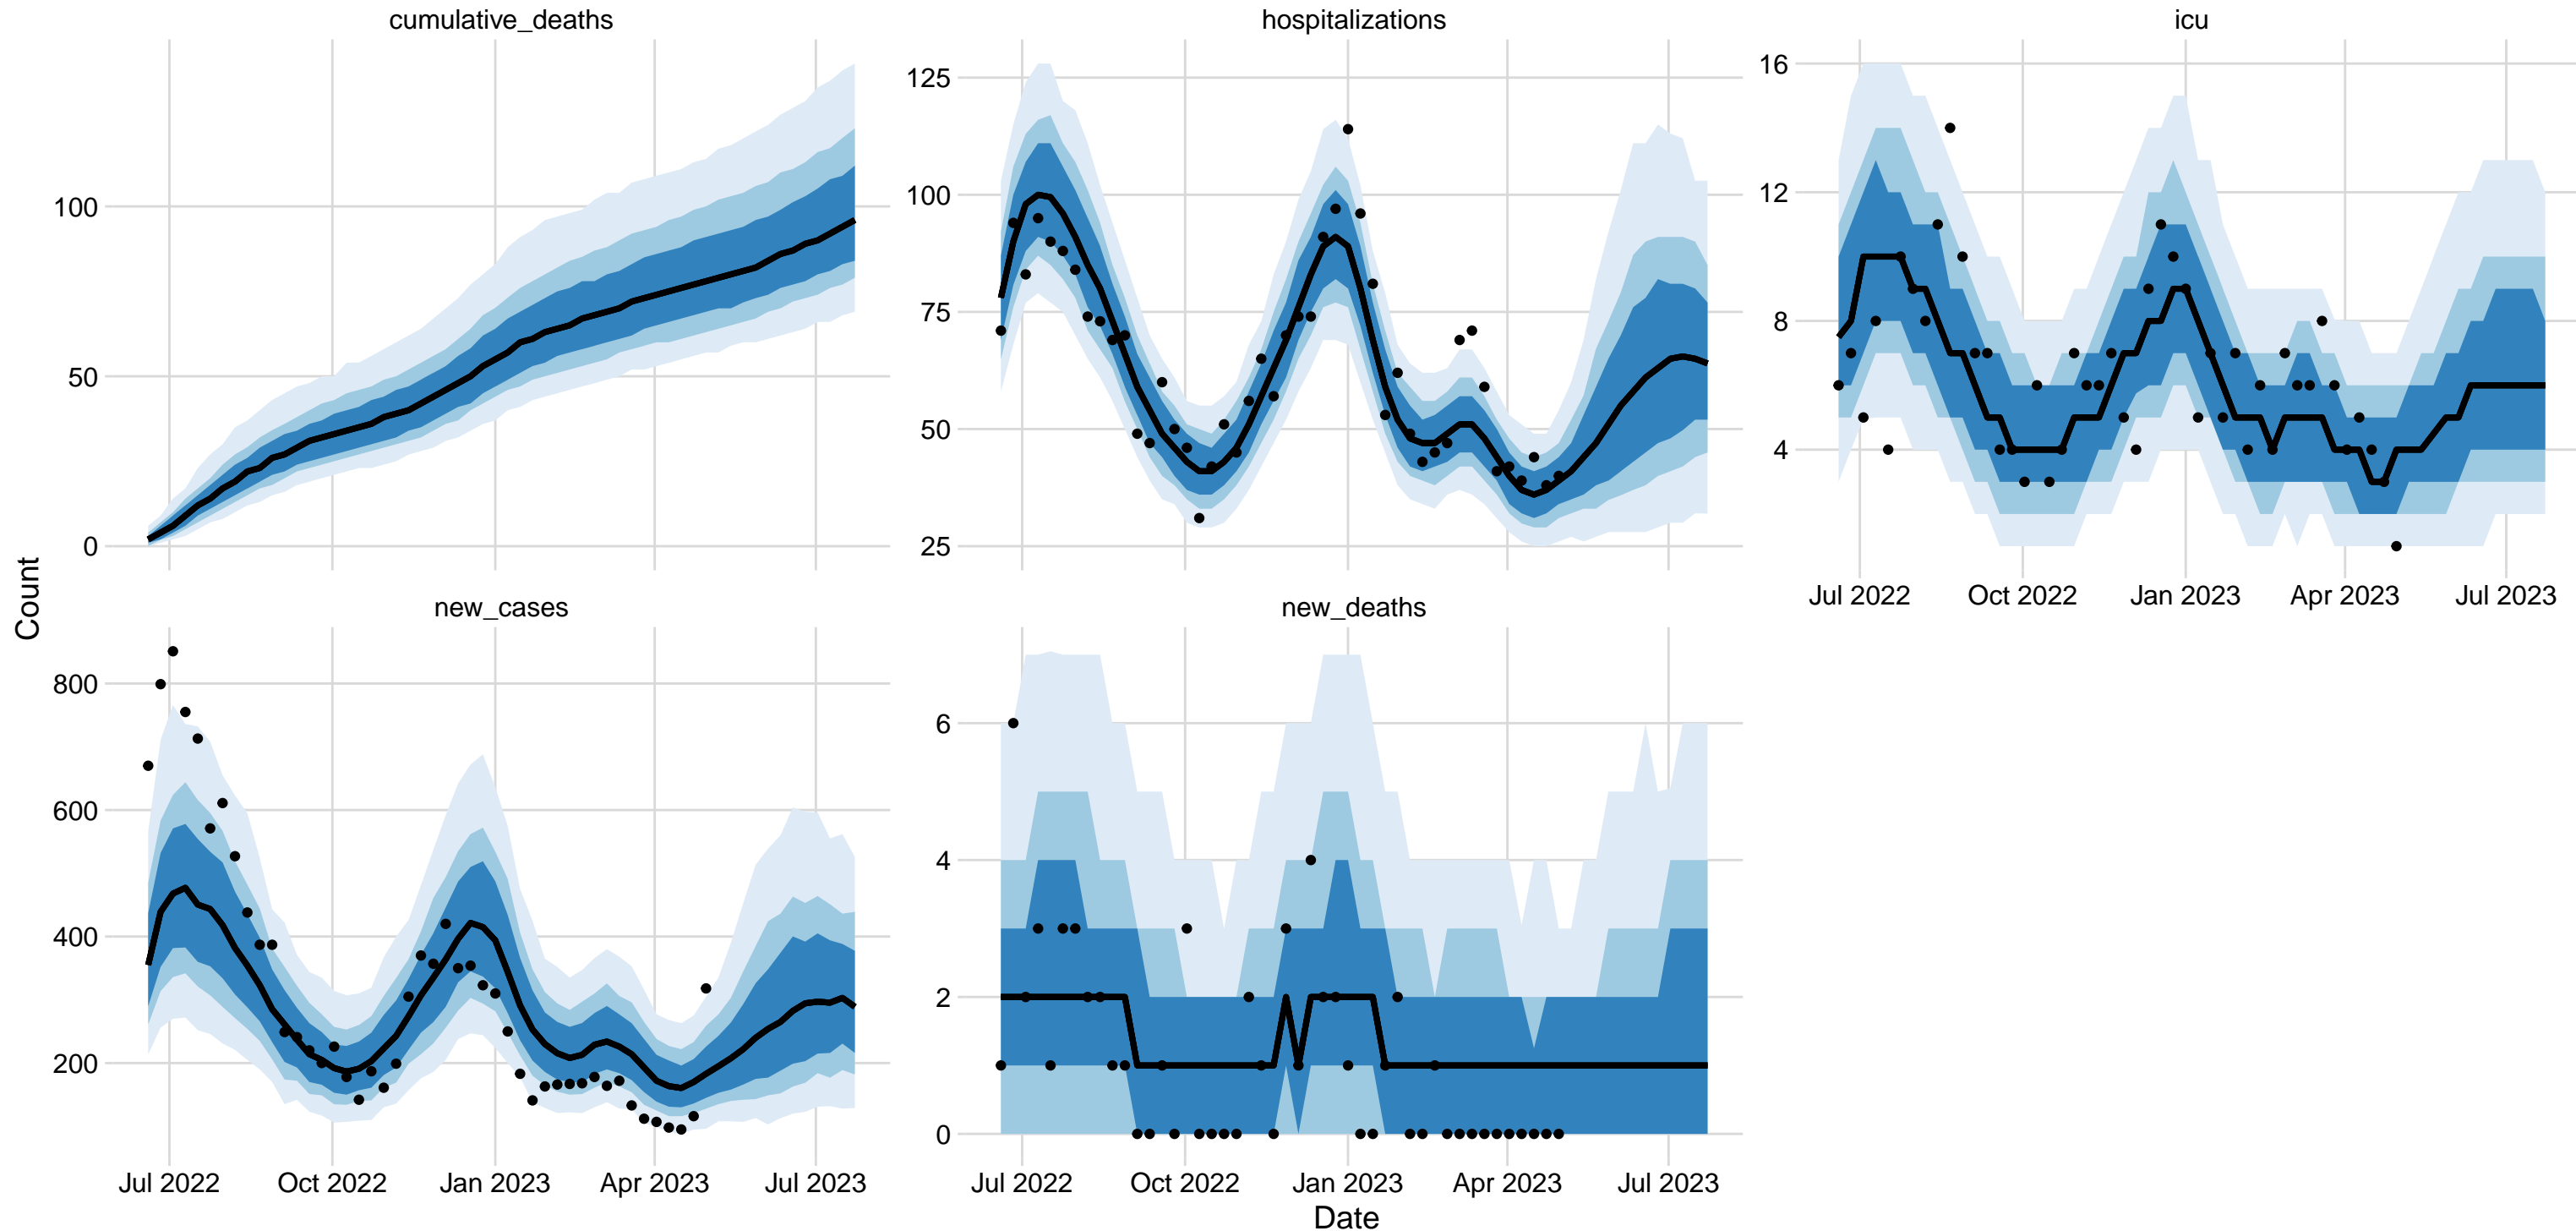 cumulative_deaths
hospitalizations
icu
100
50
0
125
100
75
50
25
16
12
8
4
Jul 2022 Oct 2022 Jan 2023 Apr 2023 Jul 2023
Count
new_cases
new_deaths
800
600
400
200
6
4
2
0
Jul 2022 Oct 2022 Jan 2023 Apr 2023 Jul 2023
Jul 2022 Oct 2022 Jan 2023 Apr 2023 Jul 2023
Date